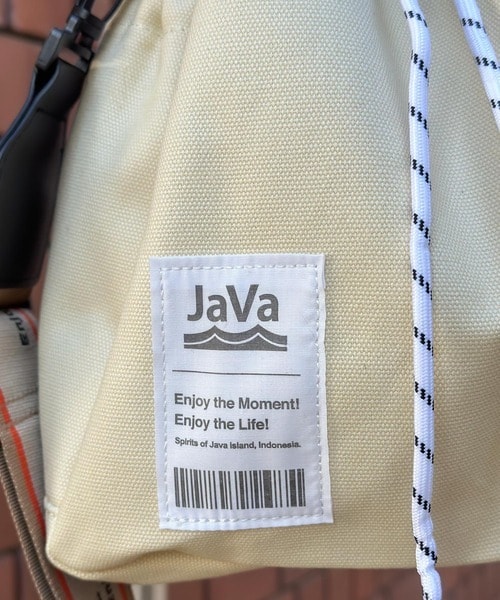 JaVa
Enjoy the Moment!
Enjoy the Life!
Spirits of Java Island, Indonesia.